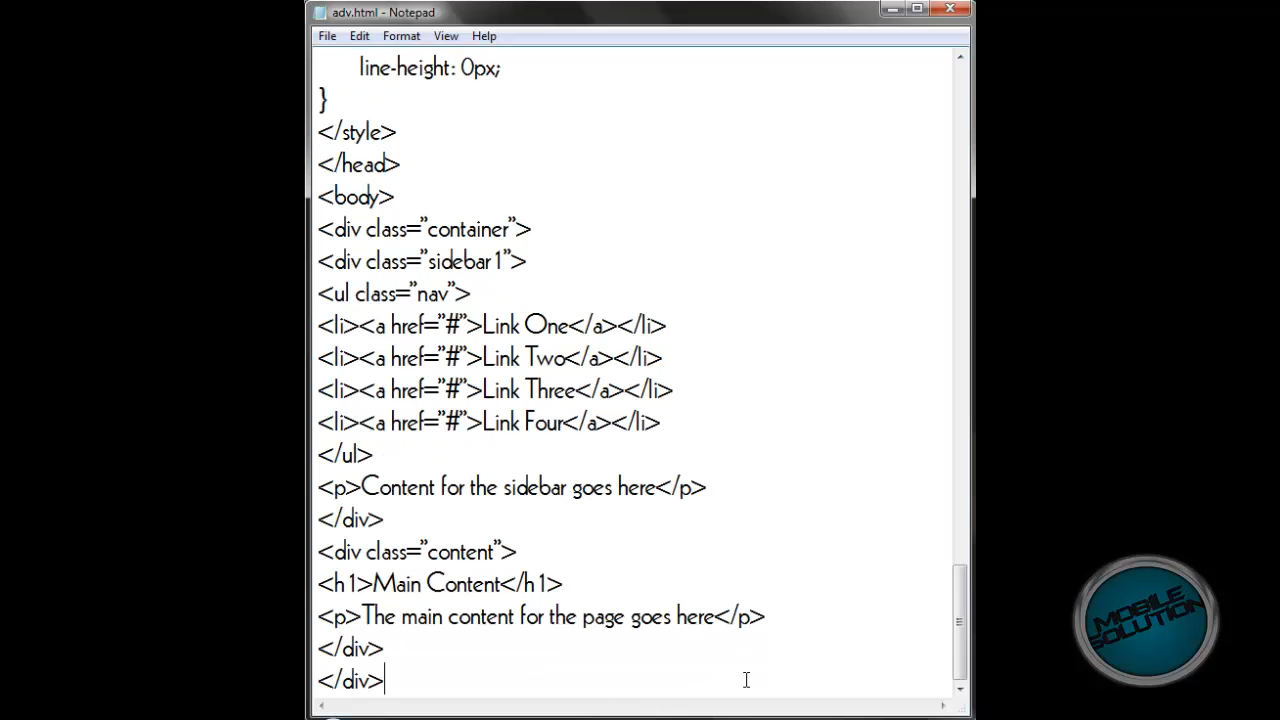 adv.html - Notepad
File Edit Format View Help
line-height: 0px;
}
</style>
</head>
<body>
<div class="container">
<div class="sidebar1">
<ul class="nav">
<li><a href="#">Link One</a></li>
<li><a href="#">Link Two</a></li>
<li><a href="#">Link Three</a></li>
<li><a href="#">Link Four</a></li>
</ul>
<p>Content for the sidebar goes here</p>
</div>
<div class="content">
<h1>Main Content</h1>
<p>The main content for the page goes here</p>
</div>
</div>
MOBILE
SOLUTION